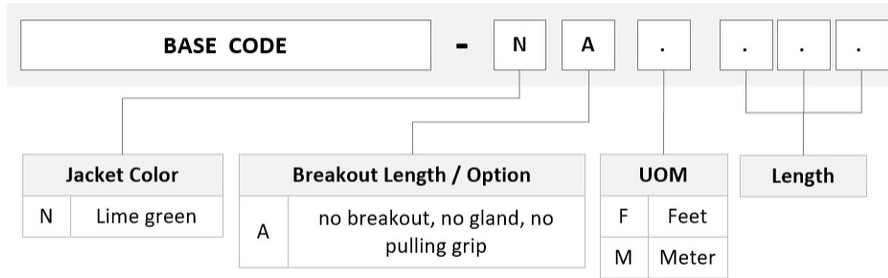 BASE CODE - N A . . . .
Jacket Color
N Lime green
Breakout Length / Option
A no breakout, no gland, no
pulling grip
UOM
F Feet
M Meter
Length